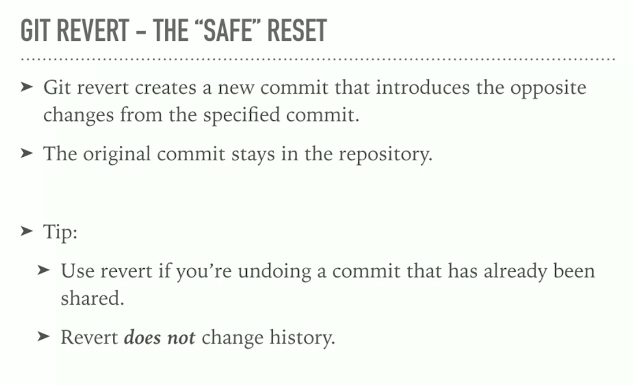 GIT REVERT – THE “SAFE” RESET
➤ Git revert creates a new commit that introduces the opposite
changes from the specified commit.
➤ The original commit stays in the repository.
➤ Tip:
➤ Use revert if you’re undoing a commit that has already been
shared.
➤ Revert does not change history.